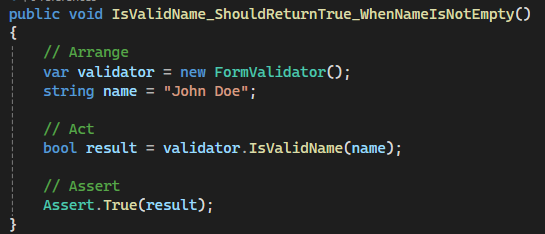 public void IsValidName_ShouldReturnTrue_WhenNameIsNotEmpty()
{
    // Arrange
    var validator = new FormValidator();
    string name = "John Doe";

    // Act
    bool result = validator.IsValidName(name);

    // Assert
    Assert.True(result);
}